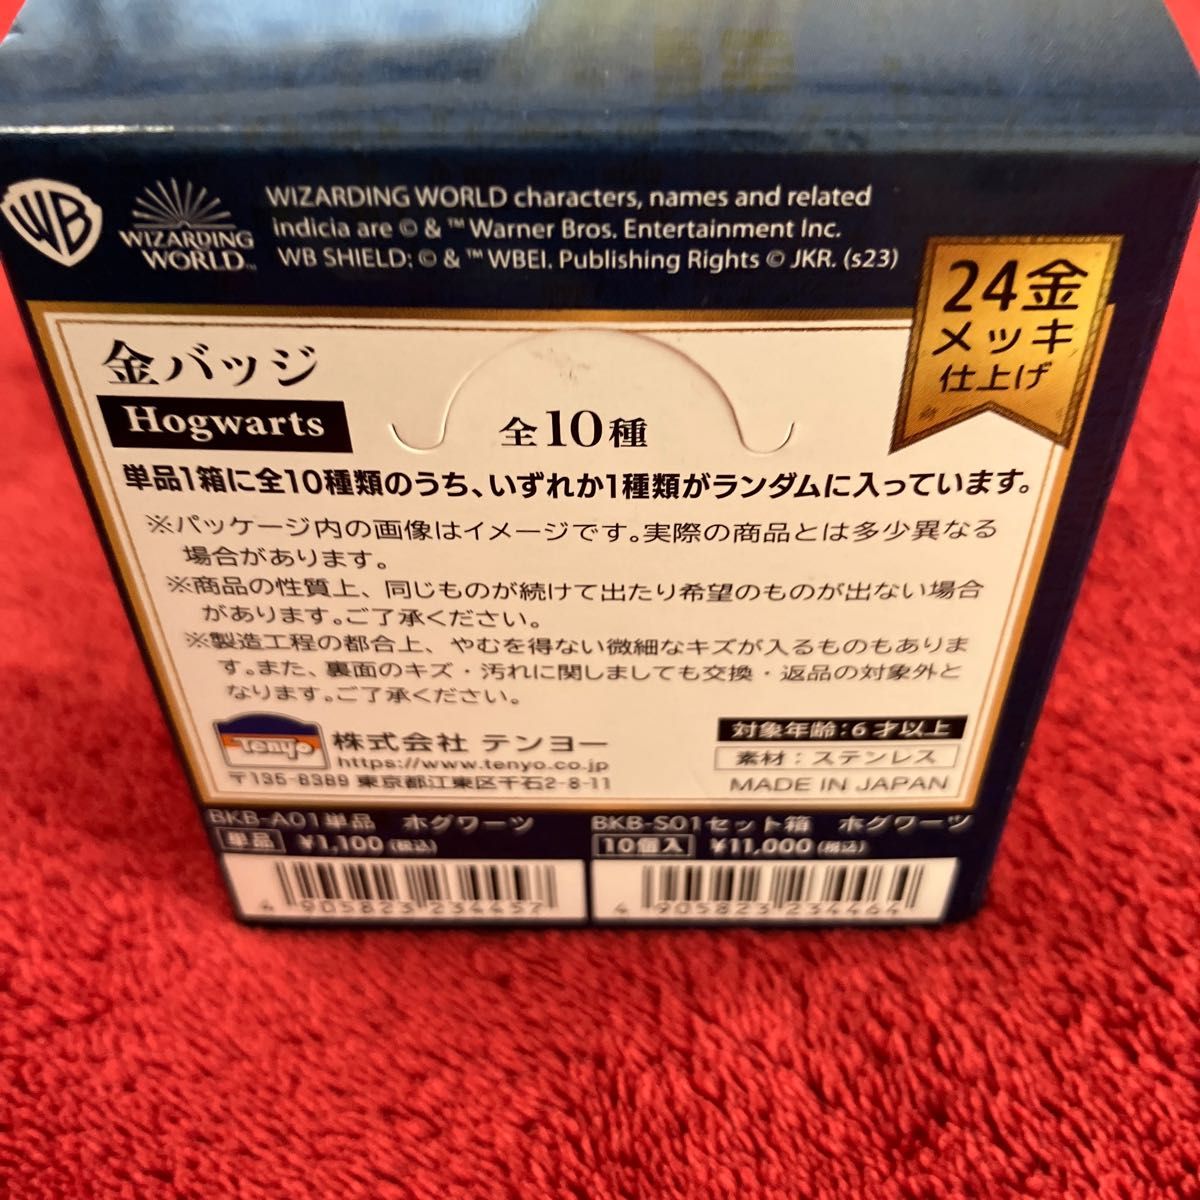 WB
WIZARDING
WORLD™
WIZARDING WORLD characters, names and related
indicia are © & ™ Warner Bros. Entertainment Inc.
WB SHIELD: © & ™ WBEI. Publishing Rights © JKR. (s23)
24金
メッキ
仕上げ
金バッジ
Hogwarts
全10種
単品1箱に全10種類のうち、いずれか1種類がランダムに入っています。
※パッケージ内の画像はイメージです。実際の商品とは多少異なる
場合があります。
※商品の性質上、同じものが続けて出たり希望のものが出ない場合
があります。ご了承ください。
※製造工程の都合上、やむを得ない微細なキズが入るものもありま
す。また、裏面のキズ・汚れに関しましても交換・返品の対象外と
なります。ご了承ください。
Tenyo
株式会社 テンヨー
https://www.tenyo.co.jp
〒135-8389 東京都江東区千石2-8-11
対象年齢：6才以上
素材：ステンレス
MADE IN JAPAN
BKB-A01単品 ホグワーツ
単品 ¥1,100(税込)
4 905823 234457
BKB-S01セット箱 ホグワーツ
10個入 ¥11,000(税込)
4 905823 234464